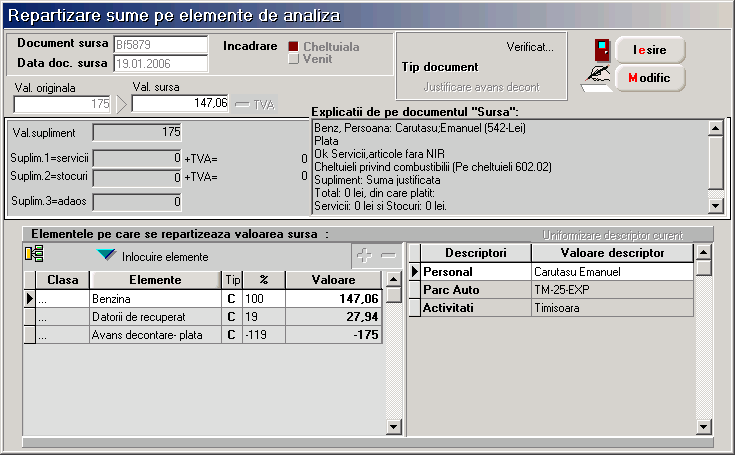 Repartizare sume pe elemente de analiza
Document sursa Bf5879 Incadrare Cheltuiala
Data doc. sursa 19.01.2006 Venit
Verificat...
Tip document
Justificare avans decont
Iesire
Modific
Val. originala Val. sursa
175 147,06 TVA
Explicatii de pe documentul "Sursa":
Val.supliment 175
Suplim.1=servicii 0 +TVA= 0
Suplim.2=stocuri 0 +TVA= 0
Suplim.3=adaos 0
Benz, Persoana: Carutasu;Emanuel (542-Lei)
Plata
Ok Servicii,articole fara NIR
Cheltuieli privind combustibilii (Pe cheltuieli 602.02)
Supliment: Suma justificata
Total: 0 lei, din care platit:
Servicii: 0 lei si Stocuri: 0 lei.
Elementele pe care se repartizeaza valoarea sursa :
Uniformizare descriptor curent
Inlocuire elemente
Clasa Elemente Tip % Valoare
... Benzina C 100 147,06
... Datorii de recuperat C 19 27,94
... Avans decontare- plata C -119 -175
Descriptori Valoare descriptor
Personal Carutasu Emanuel
Parc Auto TM-25-EXP
Activitati Timisoara